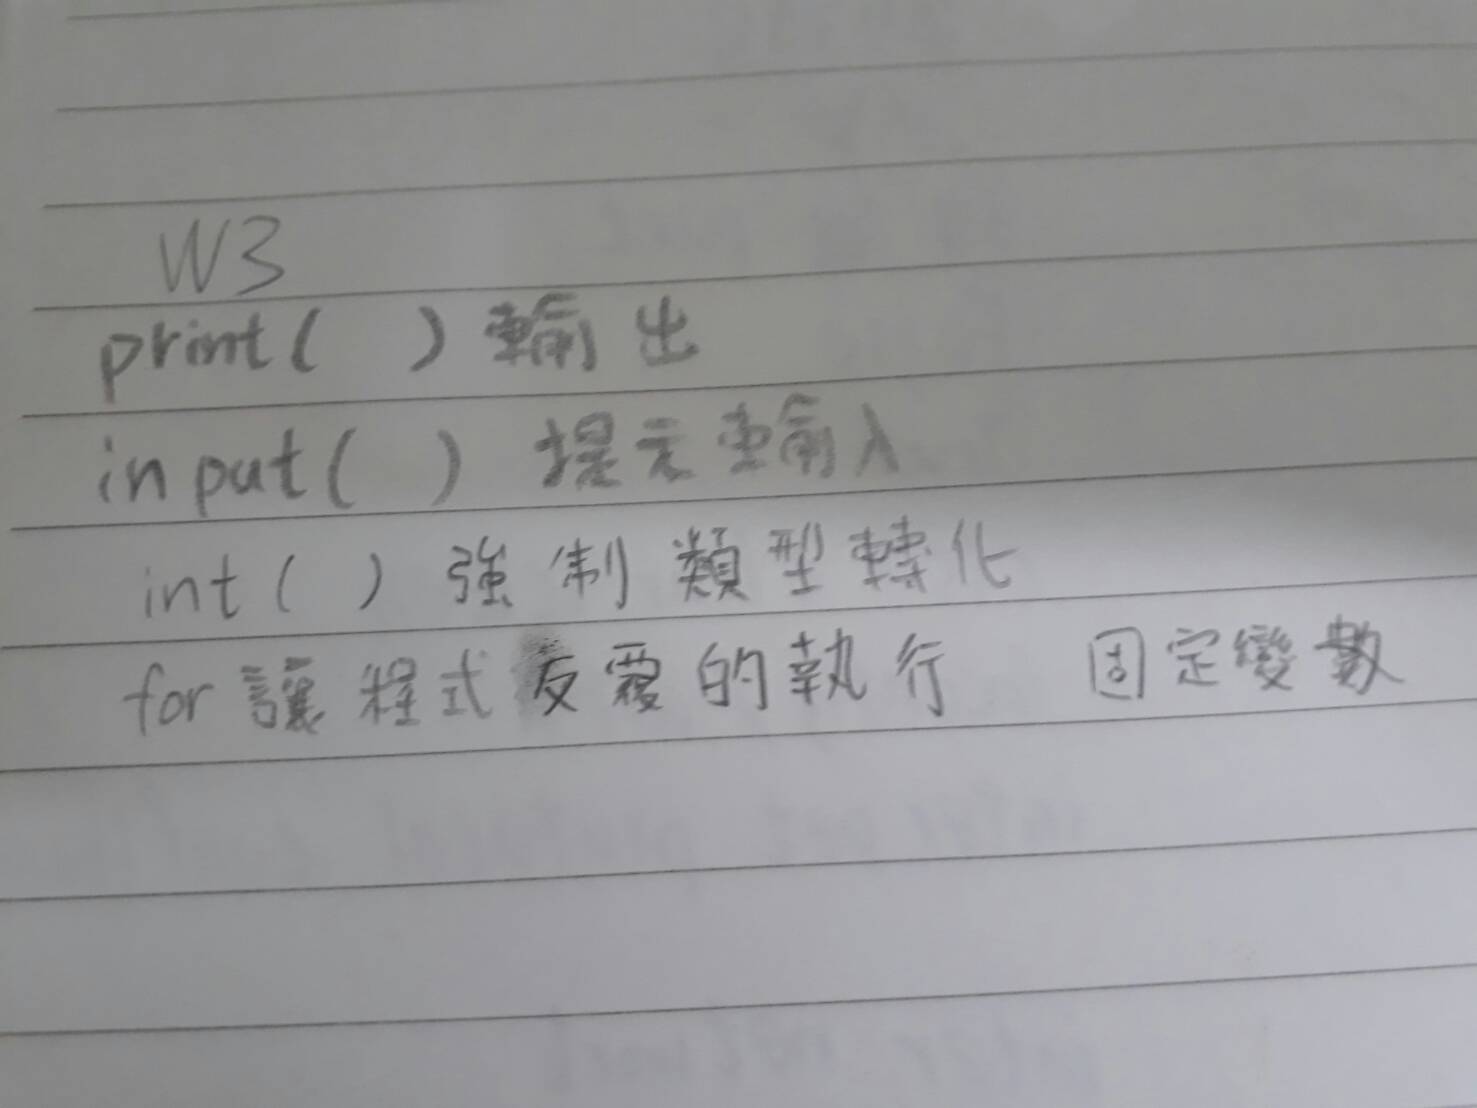 W3
print( ) 輸出
input( ) 提示輸入
int( ) 強制類型轉化
for 讓程式反覆的執行 固定變數